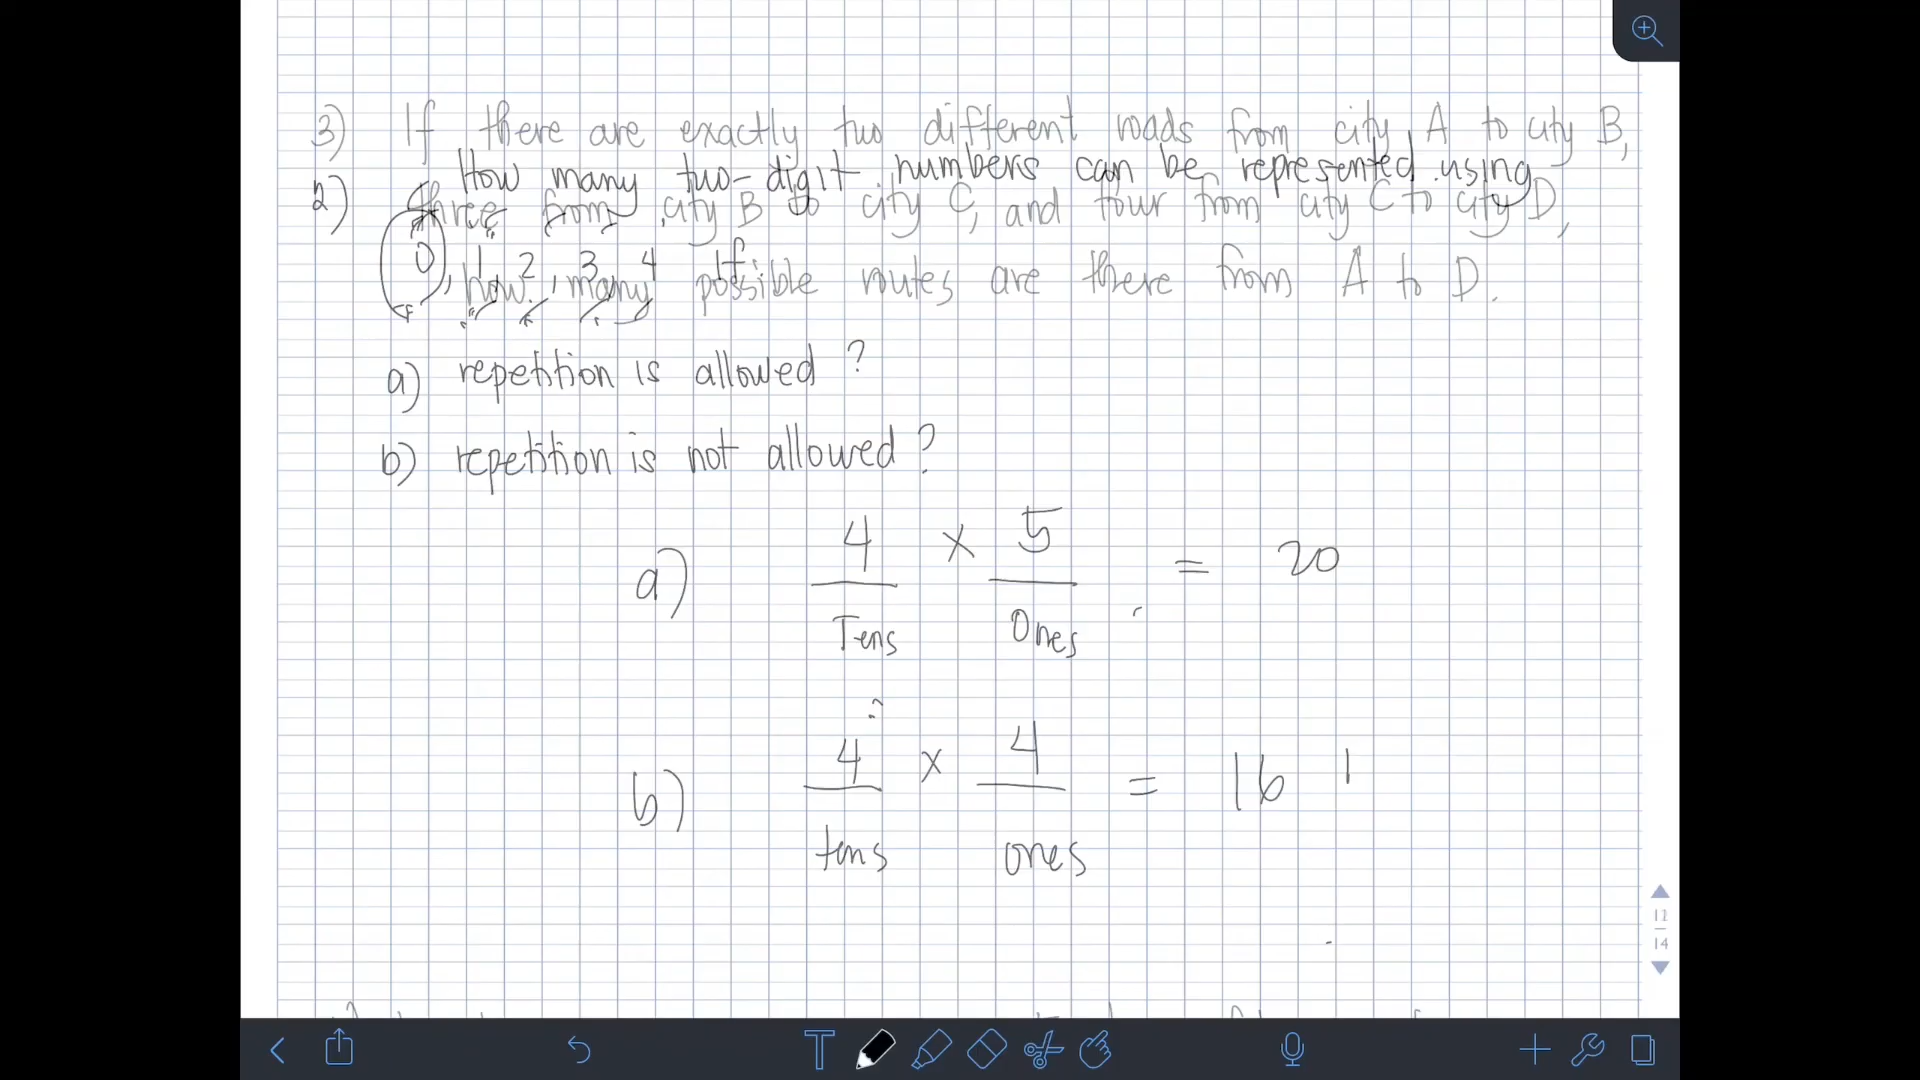 3) If there are exactly two different roads from city A to city B,
2) How many two-digit numbers can be represented using
three from city B to city C, and four from city C to city D,
0, 1, 2, 3, 4 if
how many possible routes are there from A to D.
a) repetition is allowed ?
b) repetition is not allowed ?
a) 4 × 5 = 20
Tens Ones
b) 4 × 4 = 16
tens ones
12
14
T